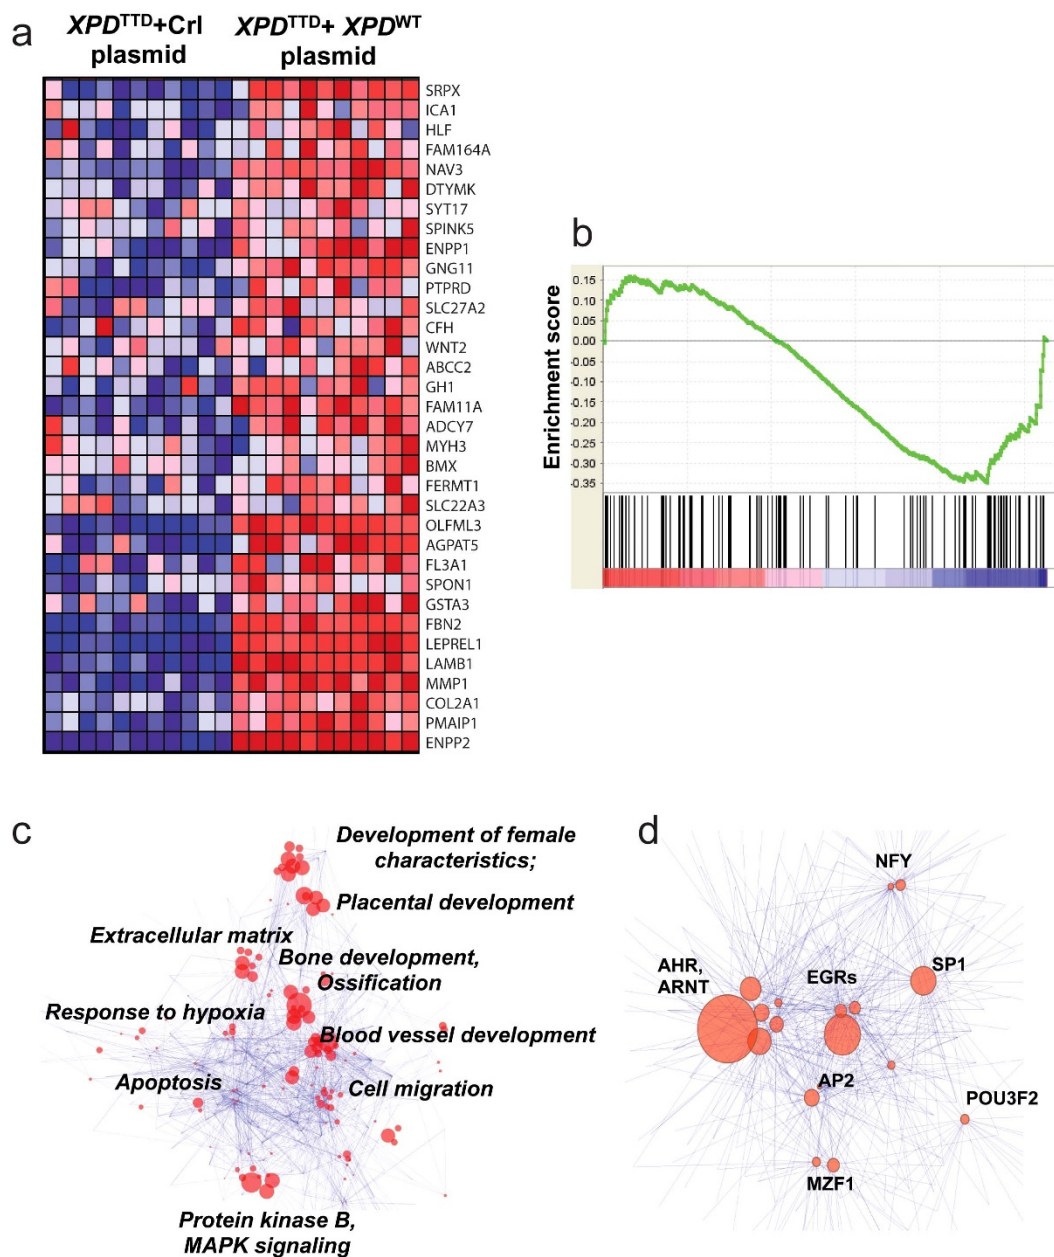 a
XPDTTD+Crl
plasmid
XPDTTD+ XPDWT
plasmid
SRPX
ICA1
HLF
FAM164A
NAV3
DTYMK
SYT17
SPINK5
ENPP1
GNG11
PTPRD
SLC27A2
CFH
WNT2
ABCC2
GH1
FAM11A
ADCY7
MYH3
BMX
FERMT1
SLC22A3
OLFML3
AGPAT5
FL3A1
SPON1
GSTA3
FBN2
LEPREL1
LAMB1
MMP1
COL2A1
PMAIP1
ENPP2
b
Enrichment score
0.15
0.10
0.05
0.00
-0.05
-0.10
-0.15
-0.20
-0.25
-0.30
-0.35
c
Development of female
characteristics;
Placental development
Extracellular matrix
Bone development,
Ossification
Response to hypoxia
Blood vessel development
Apoptosis
Cell migration
Protein kinase B,
MAPK signaling
d
NFY
AHR,
ARNT
EGRs
SP1
AP2
POU3F2
MZF1